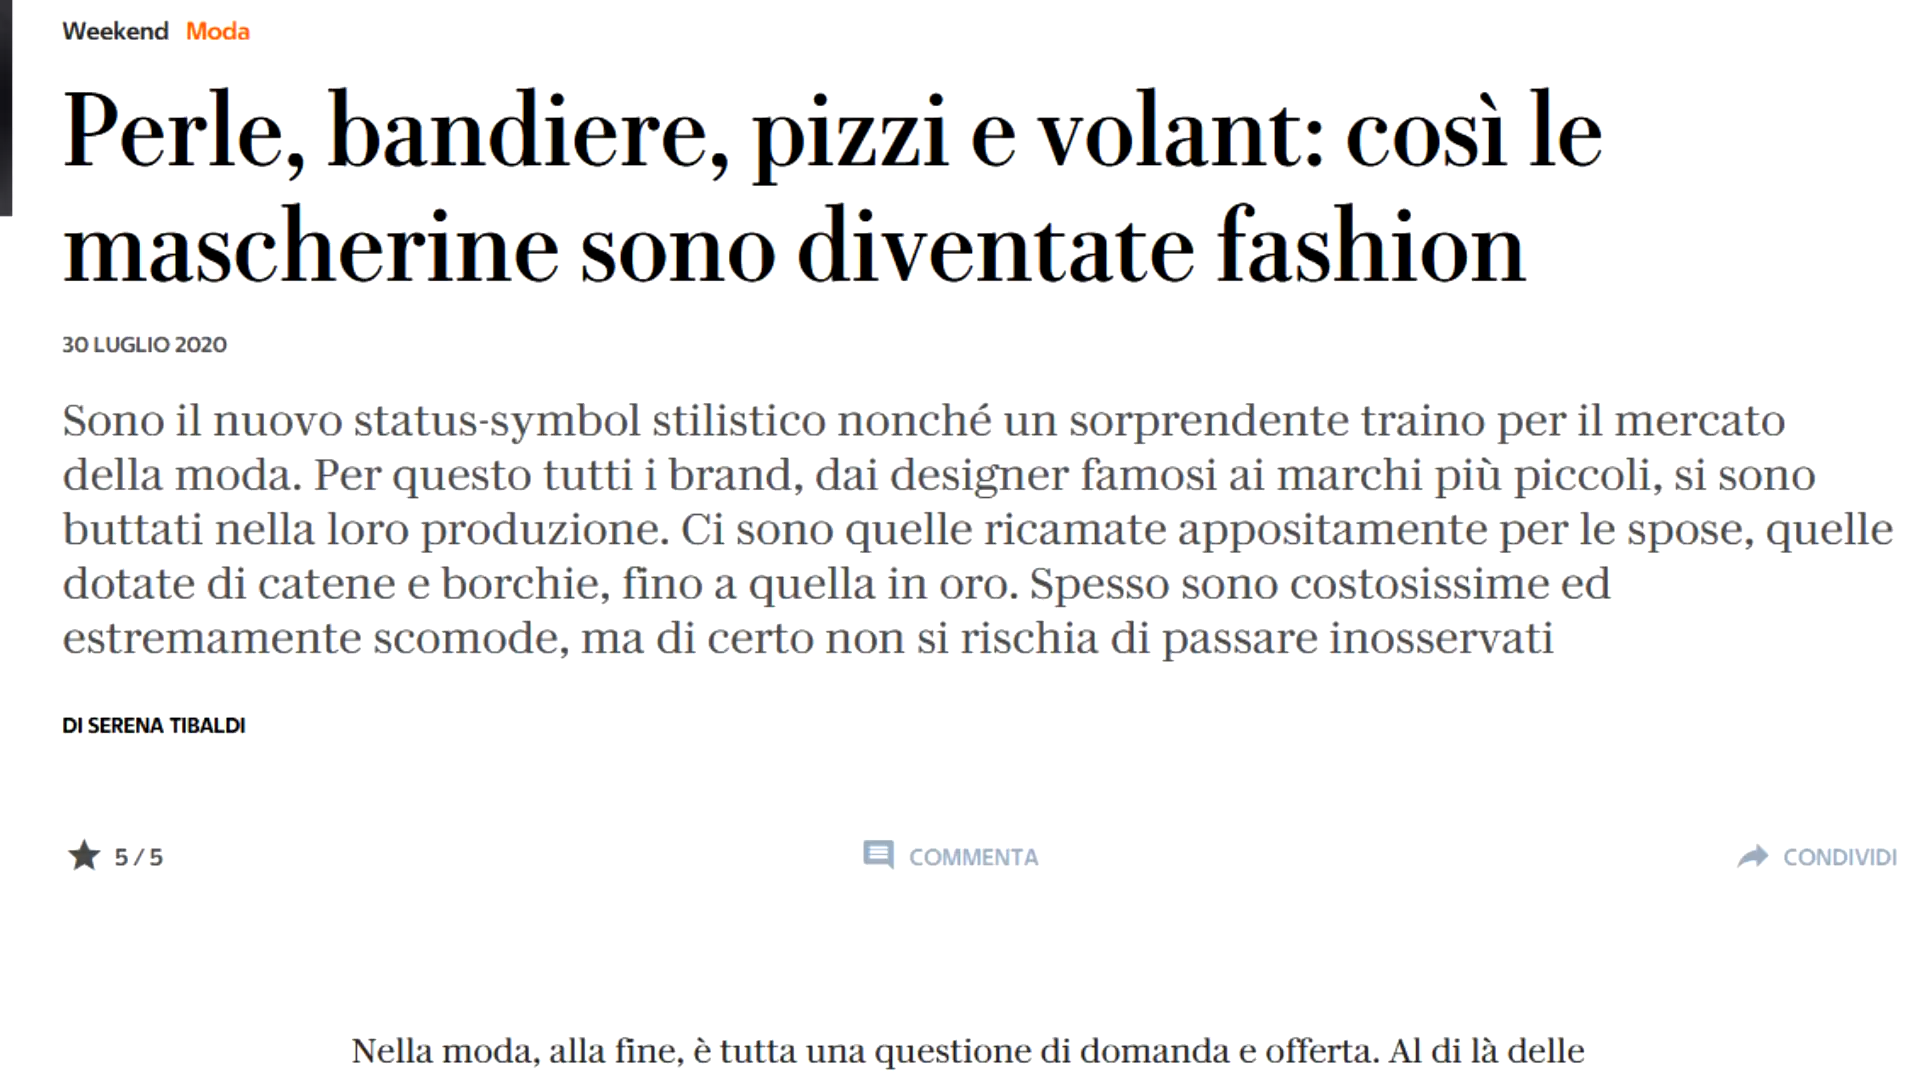 Weekend Moda
Perle, bandiere, pizzi e volant: così le
mascherine sono diventate fashion
30 LUGLIO 2020
Sono il nuovo status-symbol stilistico nonché un sorprendente traino per il mercato
della moda. Per questo tutti i brand, dai designer famosi ai marchi più piccoli, si sono
buttati nella loro produzione. Ci sono quelle ricamate appositamente per le spose, quelle
dotate di catene e borchie, fino a quella in oro. Spesso sono costosissime ed
estremamente scomode, ma di certo non si rischia di passare inosservati
DI SERENA TIBALDI
5 / 5 COMMENTA CONDIVIDI
Nella moda, alla fine, è tutta una questione di domanda e offerta. Al di là delle